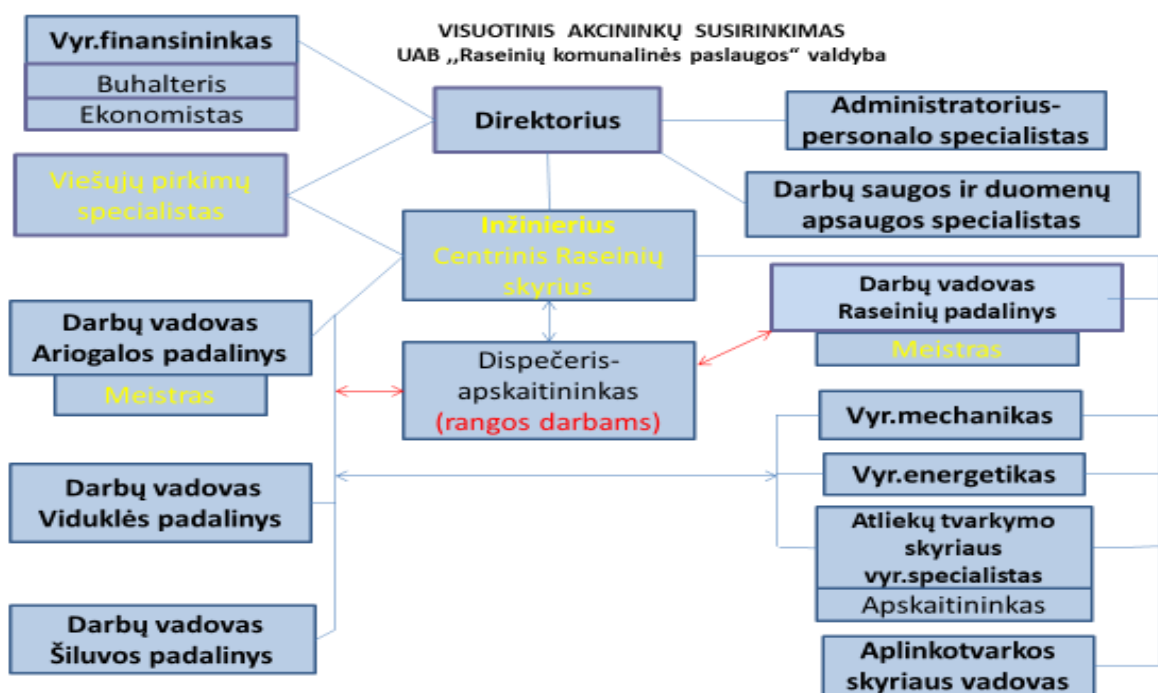 VISUOTINIS AKCININKŲ SUSIRINKIMAS
UAB ,,Raseinių komunalinės paslaugos“ valdyba
Vyr.finansininkas
Buhalteris
Ekonomistas
Direktorius
Administratorius-
personalo specialistas
Viešųjų pirkimų
specialistas
Darbų saugos ir duomenų
apsaugos specialistas
Inžinierius
Centrinis Raseinių
skyrius
Darbų vadovas
Raseinių padalinys
Meistras
Darbų vadovas
Ariogalos padalinys
Meistras
Dispečeris-
apskaitininkas
(rangos darbams)
Vyr.mechanikas
Vyr.energetikas
Darbų vadovas
Viduklės padalinys
Atliekų tvarkymo
skyriaus
vyr.specialistas
Apskaitininkas
Darbų vadovas
Šiluvos padalinys
Aplinkotvarkos
skyriaus vadovas